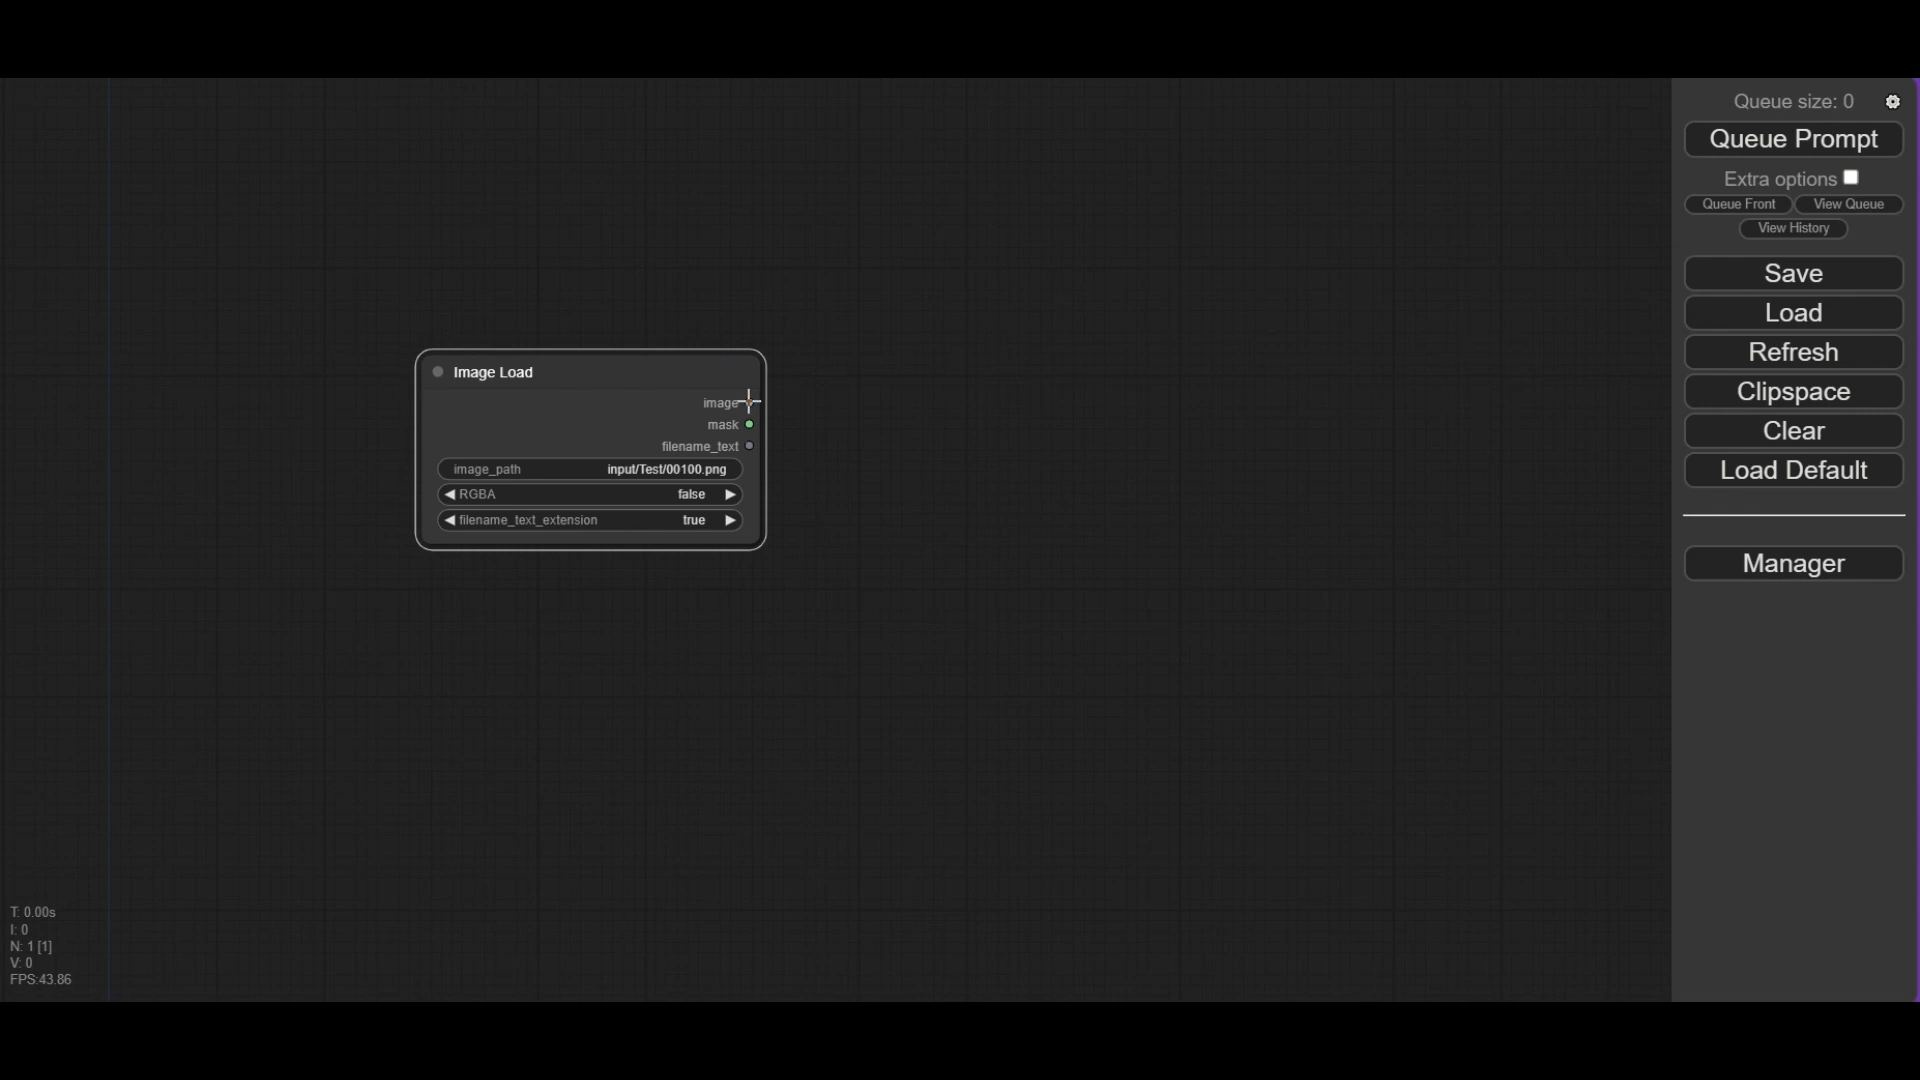 Queue size: 0
Queue Prompt
Extra options
Queue Front View Queue
View History
Save
Load
Refresh
Clipspace
Clear
Load Default
Manager
Image Load
image
mask
filename_text
image_path input/Test/00100.png
RGBA false
filename_text_extension true
T: 0.00s
I: 0
N: 1 [1]
V: 0
FPS:43.86